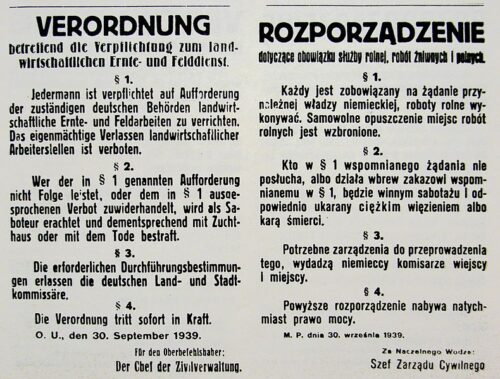 VERORDNUNG
betreffend die Verpflichtung zum land-
wirtschaftlichen Ernte- und Felddienst.
§ 1.
Jedermann ist verpflichtet auf Aufforderung
der zuständigen deutschen Behörden landwirt-
schaftliche Ernte- und Feldarbeiten zu verrichten.
Das eigenmächtige Verlassen landwirtschaftlicher
Arbeiterstellen ist verboten.
§ 2.
Wer der in § 1 genannten Aufforderung
nicht Folge leistet, oder dem in § 1 ausge-
sprochenen Verbot zuwiderhandelt, wird als Sa-
boteur erachtet und dementsprechend mit Zucht-
haus oder mit dem Tode bestraft.
§ 3.
Die erforderlichen Durchführungsbestimmun-
gen erlassen die deutschen Land- und Stadt-
kommissäre.
§ 4.
Die Verordnung tritt sofort in Kraft.
O. U., den 30. September 1939.
Für den Oberbefehlshaber:
Der Chef der Zivilverwaltung.
ROZPORZĄDZENIE
dotyczące obowiązku służby rolnej, robót żniwnych i polnych.
§ 1.
Każdy jest zobowiązany na żądanie przy-
należnej władzy niemieckiej, roboty rolne wy-
konywać. Samowolne opuszczenie miejsc robót
rolnych jest wzbronione.
§ 2.
Kto w § 1 wspomnianego żądania nie
posłucha, albo działa wbrew zakazowi wspom-
nianemu w § 1, będzie winnym sabotażu i od-
powiednio ukarany ciężkim więzieniem albo
karą śmierci.
§ 3.
Potrzebne zarządzenia do przeprowadzenia
tego, wydadzą niemieccy komisarze wiejscy
i miejscy.
§ 4.
Powyższe rozporządzenie nabywa natych-
miast prawo mocy.
M. P. dnia 30. września 1939.
Za Naczelnego Wodza:
Szef Zarządu Cywilnego